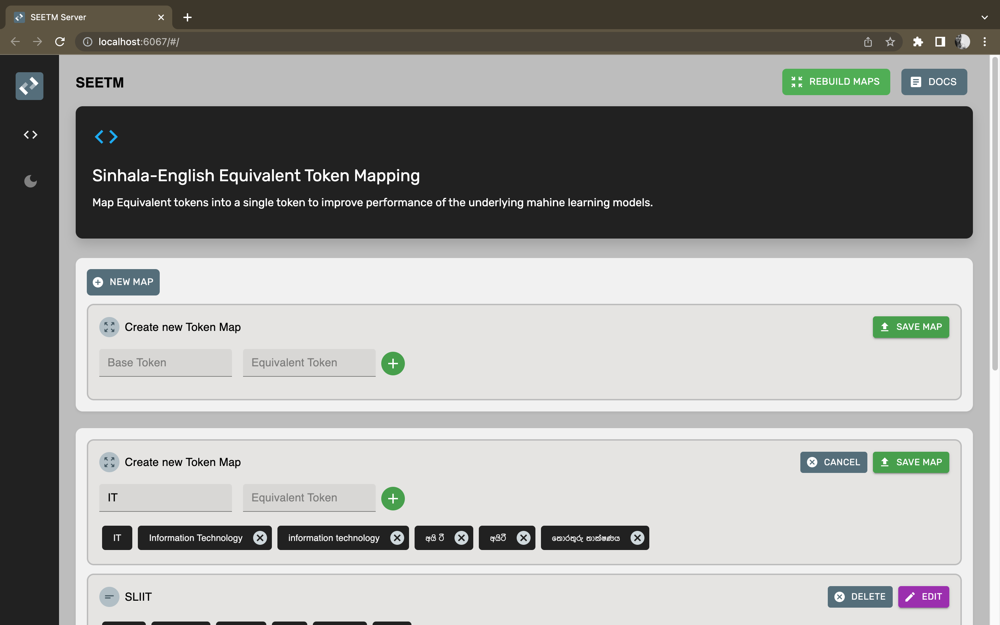 SEETM Server
localhost:6067/#/
SEETM
REBUILD MAPS
DOCS
Sinhala-English Equivalent Token Mapping
Map Equivalent tokens into a single token to improve performance of the underlying mahine learning models.
NEW MAP
Create new Token Map
SAVE MAP
Base Token
Equivalent Token
Create new Token Map
CANCEL
SAVE MAP
IT
Equivalent Token
IT
Information Technology
information technology
අයි ටී
අයිටී
තොරතුරු තාක්ෂණය
SLIIT
DELETE
EDIT